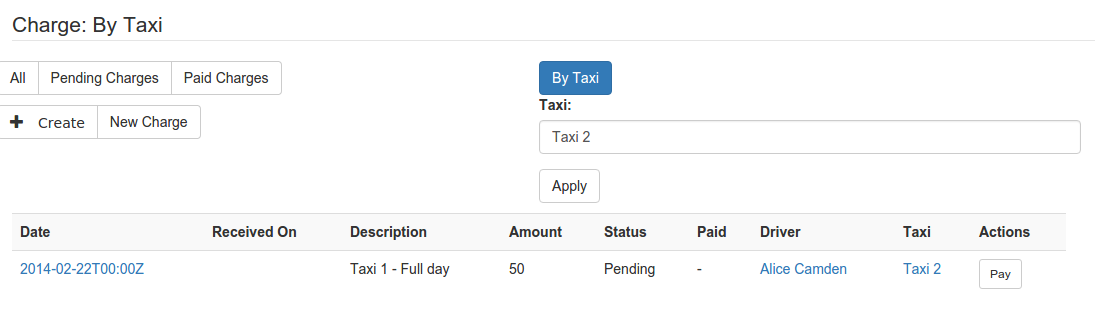 Charge: By Taxi
All Pending Charges Paid Charges
Create New Charge
By Taxi
Taxi:
Taxi 2
Apply
Date Received On Description Amount Status Paid Driver Taxi Actions
2014-02-22T00:00Z Taxi 1 - Full day 50 Pending - Alice Camden Taxi 2 Pay